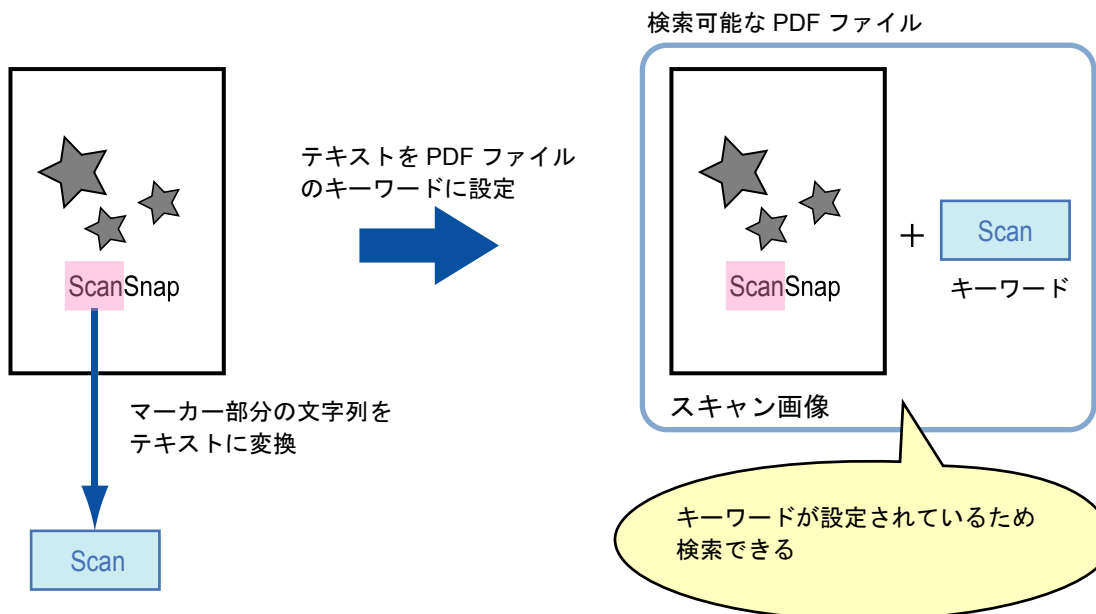 検索可能な PDF ファイル
テキストを PDF ファイル
のキーワードに設定
ScanSnap
マーカー部分の文字列を
テキストに変換
Scan
ScanSnap
+
Scan
キーワード
スキャン画像
キーワードが設定されているため
検索できる